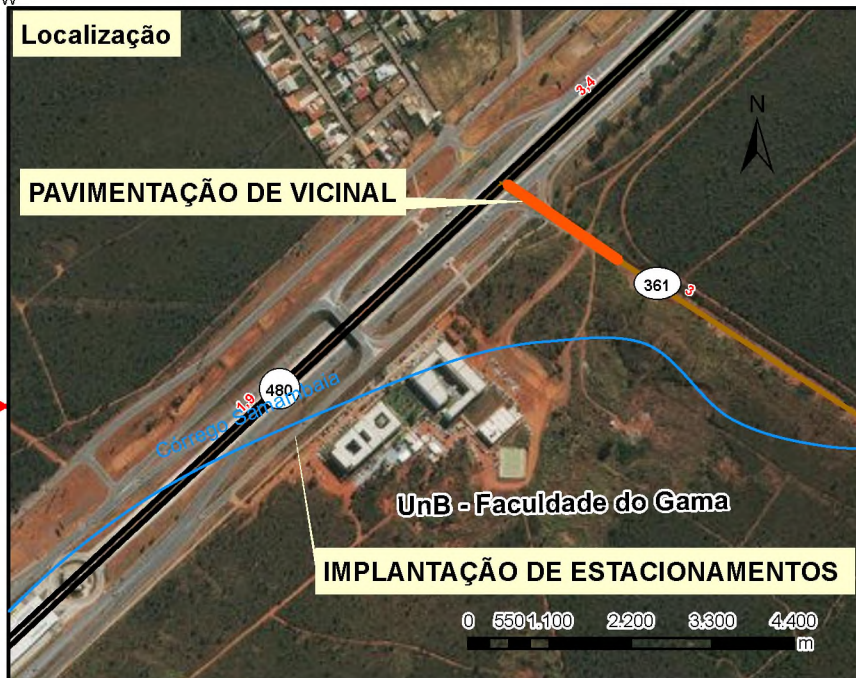 W
Localização
3,4
N
PAVIMENTAÇÃO DE VICINAL
361
3
480
1,9
Córrego Samambaia
UnB - Faculdade do Gama
IMPLANTAÇÃO DE ESTACIONAMENTOS
0 550 1.100 2.200 3.300 4.400
m